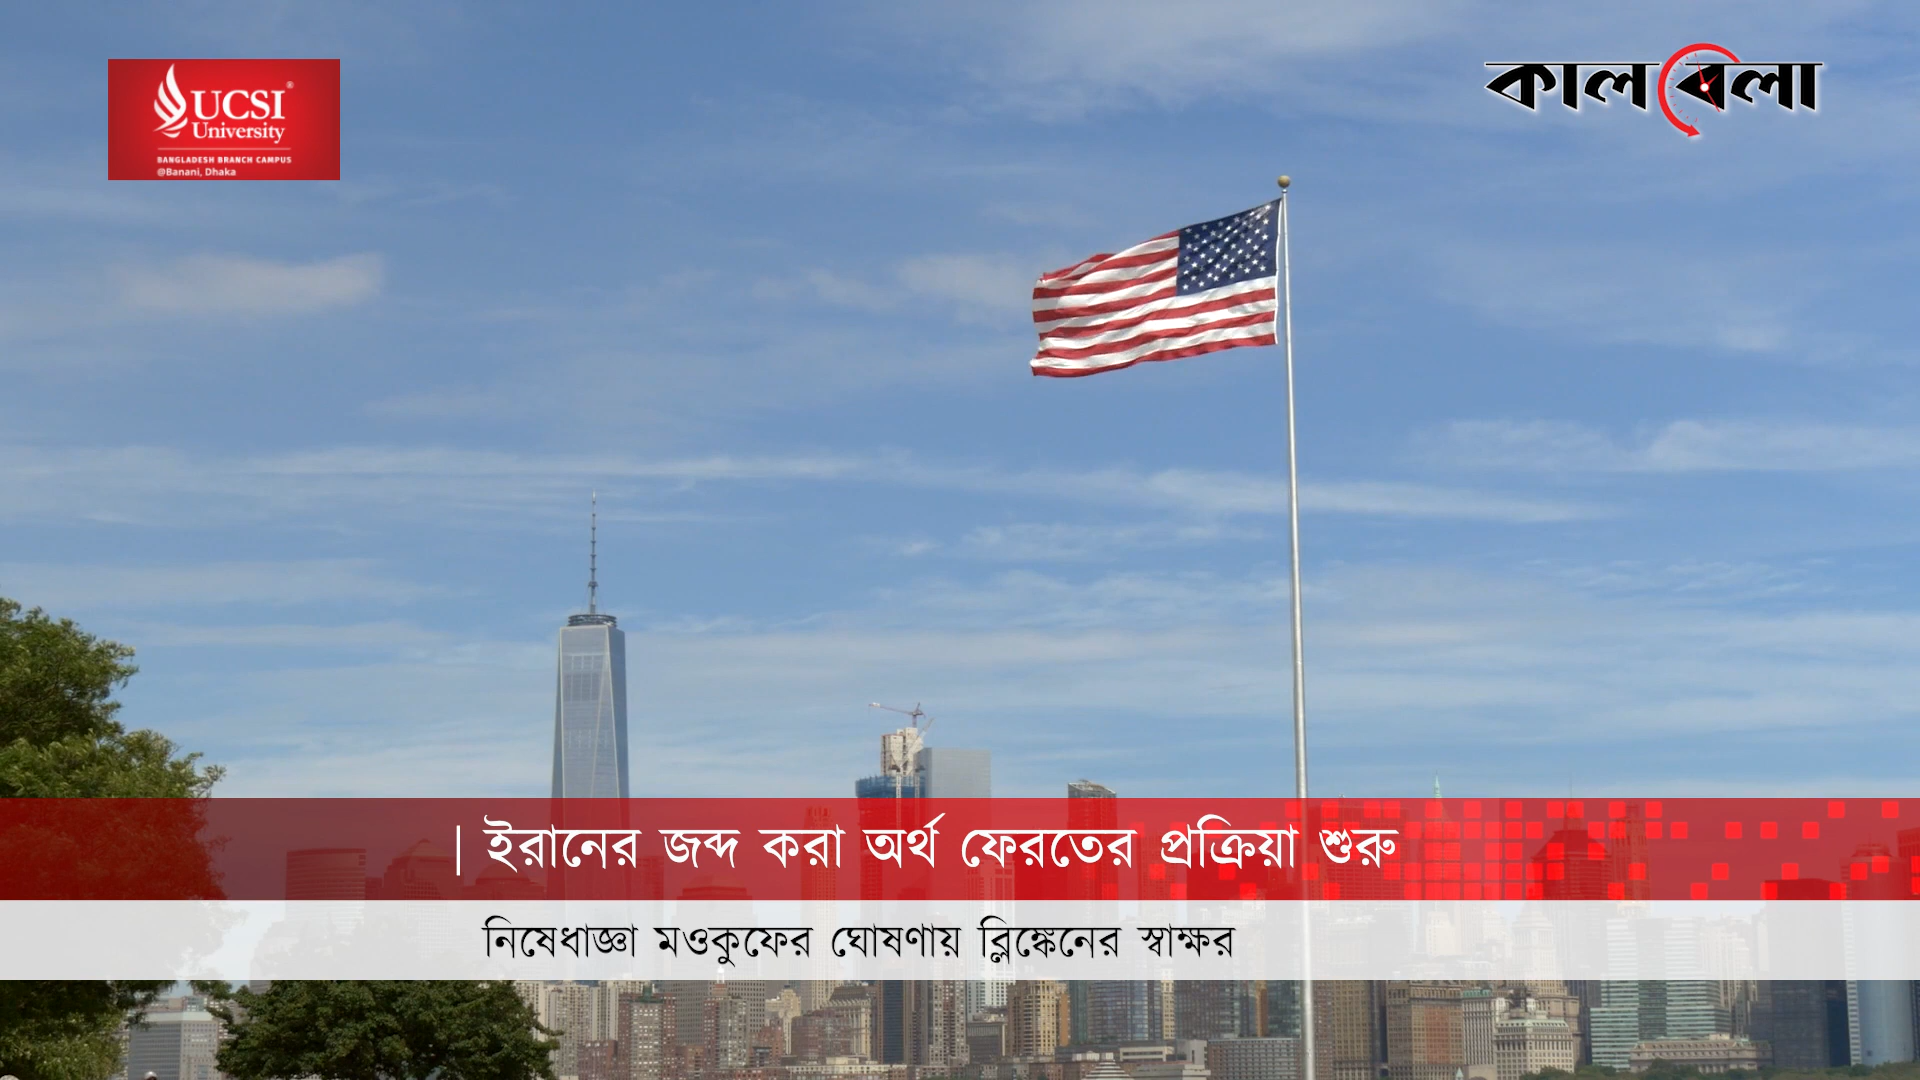 UCSI
University
BANGLADESH BRANCH CAMPUS
@Banani, Dhaka
কালবেলা
| ইরানের জব্দ করা অর্থ ফেরতের প্রক্রিয়া শুরু
নিষেধাজ্ঞা মওকুফের ঘোষণায় ব্লিঙ্কেনের স্বাক্ষর